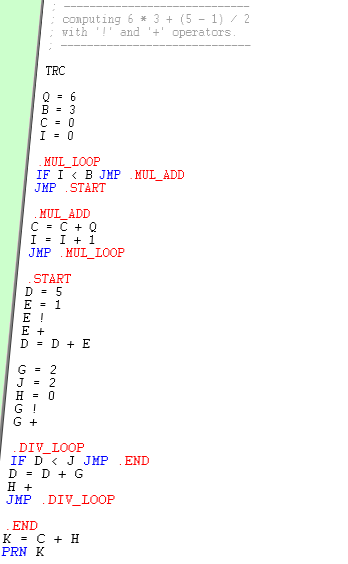 ; ----------------------------
; computing 6 * 3 + (5 - 1) / 2
; with '!' and '+' operators.
; -----------------------------
TRC
Q = 6
B = 3
C = 0
I = 0
.MUL_LOOP
IF I < B JMP .MUL_ADD
JMP .START
.MUL_ADD
C = C + Q
I = I + 1
JMP .MUL_LOOP
.START
D = 5
E = 1
E !
E +
D = D + E
G = 2
J = 2
H = 0
G !
G +
.DIV_LOOP
IF D < J JMP .END
D = D + G
H +
JMP .DIV_LOOP
.END
K = C + H
PRN K